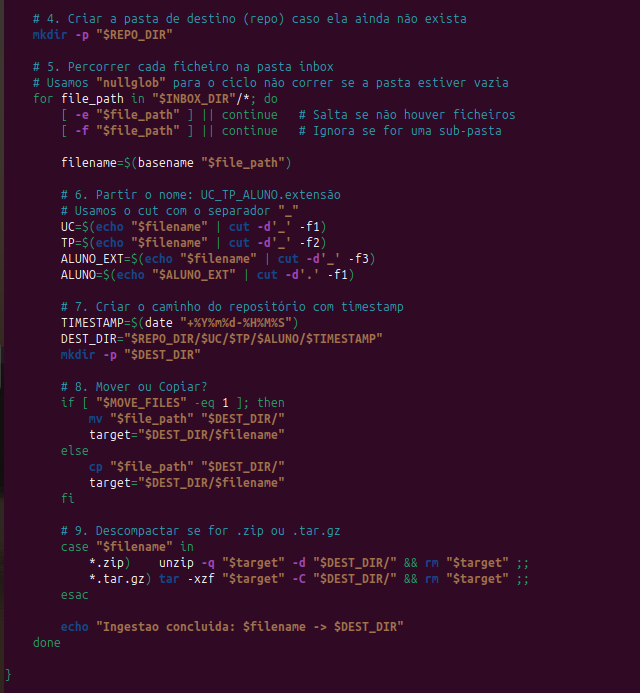 # 4. Criar a pasta de destino (repo) caso ela ainda não exista
mkdir -p "$REPO_DIR"
# 5. Percorrer cada ficheiro na pasta inbox
# Usamos "nullglob" para o ciclo não correr se a pasta estiver vazia
for file_path in "$INBOX_DIR"/*; do
[ -e "$file_path" ] || continue # Salta se não houver ficheiros
[ -f "$file_path" ] || continue # Ignora se for uma sub-pasta
filename=$(basename "$file_path")
# 6. Partir o nome: UC_TP_ALUNO.extensão
# Usamos o cut com o separador "_"
UC=$(echo "$filename" | cut -d'_' -f1)
TP=$(echo "$filename" | cut -d'_' -f2)
ALUNO_EXT=$(echo "$filename" | cut -d'_' -f3)
ALUNO=$(echo "$ALUNO_EXT" | cut -d'.' -f1)
# 7. Criar o caminho do repositório com timestamp
TIMESTAMP=$(date "+%Y%m%d-%H%M%S")
DEST_DIR="$REPO_DIR/$UC/$TP/$ALUNO/$TIMESTAMP"
mkdir -p "$DEST_DIR"
# 8. Mover ou Copiar?
if [ "$MOVE_FILES" -eq 1 ]; then
mv "$file_path" "$DEST_DIR/"
target="$DEST_DIR/$filename"
else
cp "$file_path" "$DEST_DIR/"
target="$DEST_DIR/$filename"
fi
# 9. Descompactar se for .zip ou .tar.gz
case "$filename" in
*.zip) unzip -q "$target" -d "$DEST_DIR/" && rm "$target" ;;
*.tar.gz) tar -xzf "$target" -C "$DEST_DIR/" && rm "$target" ;;
esac
echo "Ingestao concluida: $filename -> $DEST_DIR"
done
}